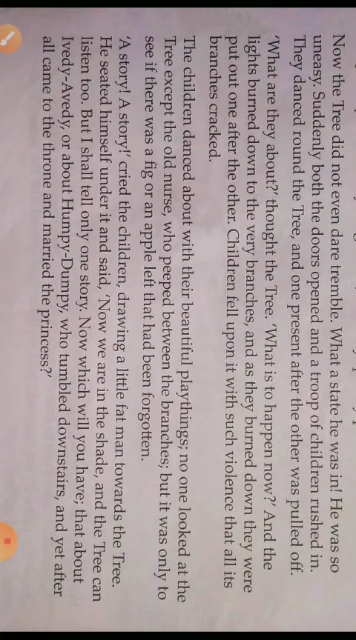 Now the Tree did not even dare tremble. What a state he was in! He was so
uneasy. Suddenly both the doors opened and a troop of children rushed in.
They danced round the Tree, and one present after the other was pulled off.
'What are they about?' thought the Tree. 'What is to happen now?' And the
lights burned down to the very branches, and as they burned down they were
put out one after the other. Children fell upon it with such violence that all its
branches cracked.
The children danced about with their beautiful playthings; no one looked at the
Tree except the old nurse, who peeped between the branches; but it was only to
see if there was a fig or an apple left that had been forgotten.
'A story! A story!' cried the children, drawing a little fat man towards the Tree.
He seated himself under it and said, 'Now we are in the shade, and the Tree can
listen too. But I shall tell only one story. Now which will you have; that about
Ivedy-Avedy, or about Humpy-Dumpy, who tumbled downstairs, and yet after
all came to the throne and married the princess?'